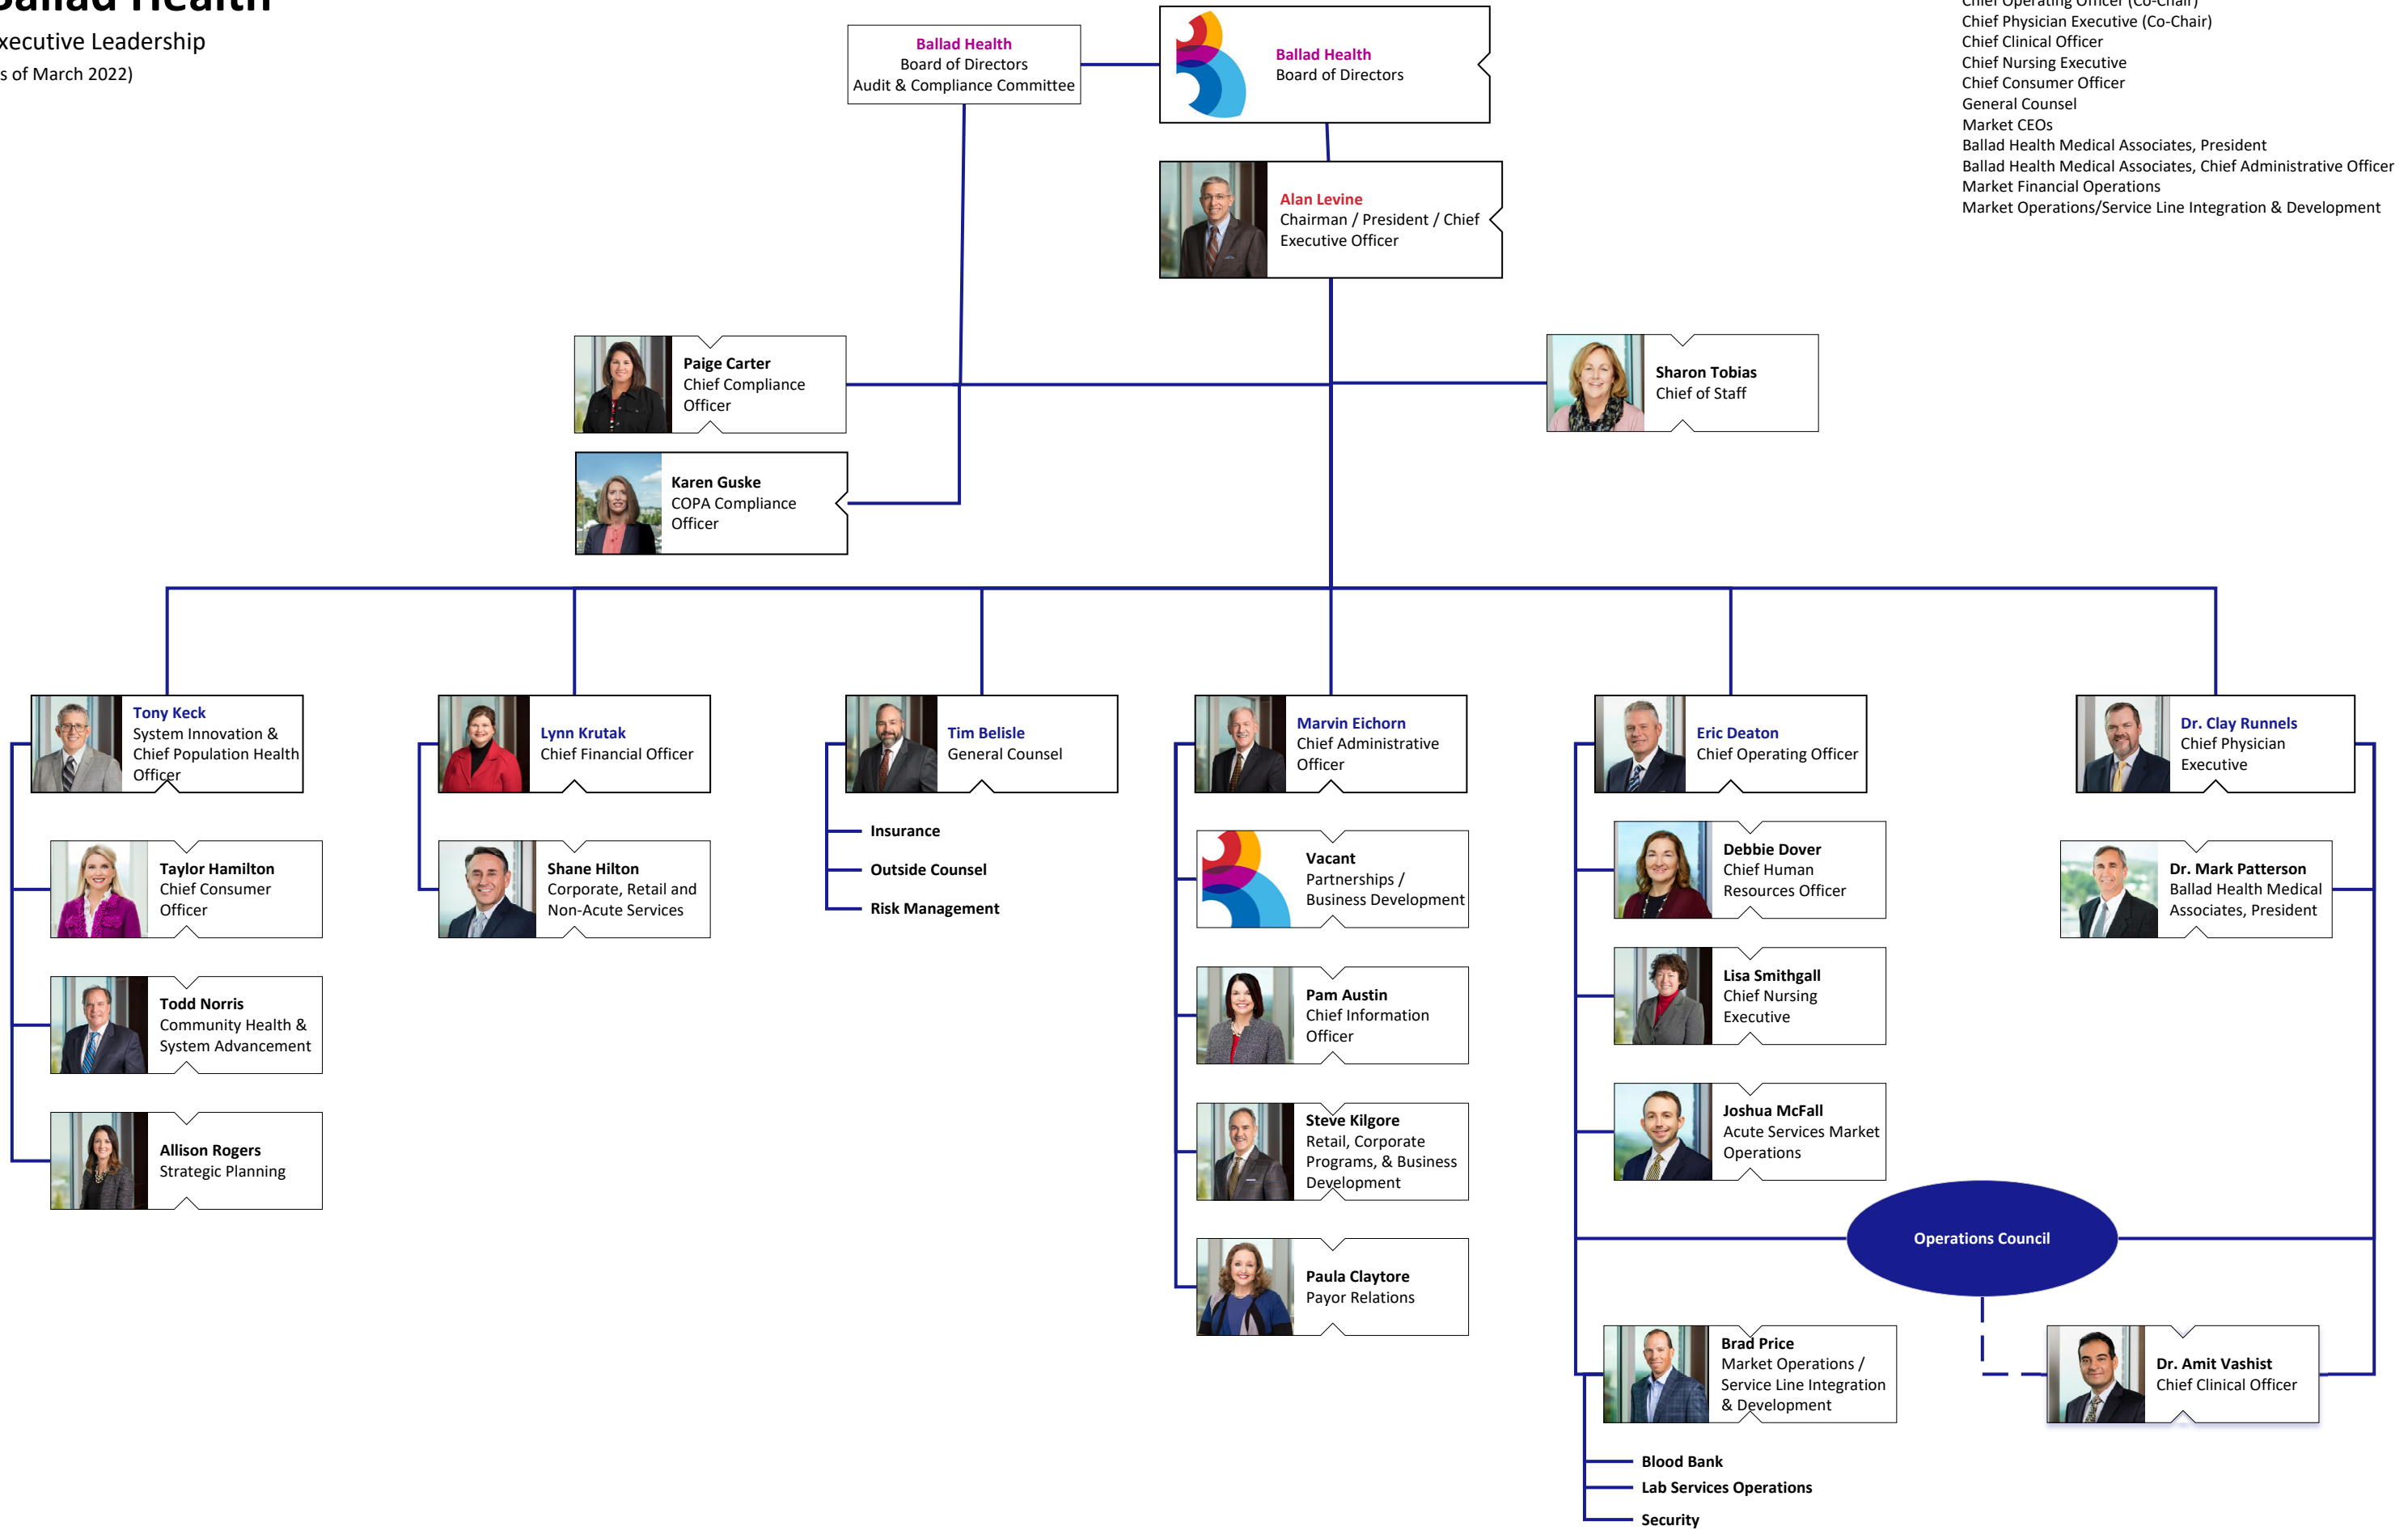 Ballad Health
Executive Leadership
(as of March 2022)
Ballad Health
Board of Directors
Audit & Compliance Committee
Ballad Health
Board of Directors
Chief Operating Officer (Co-Chair)
Chief Physician Executive (Co-Chair)
Chief Clinical Officer
Chief Nursing Executive
Chief Consumer Officer
General Counsel
Market CEOs
Ballad Health Medical Associates, President
Ballad Health Medical Associates, Chief Administrative Officer
Market Financial Operations
Market Operations/Service Line Integration & Development
Alan Levine
Chairman / President / Chief
Executive Officer
Paige Carter
Chief Compliance
Officer
Sharon Tobias
Chief of Staff
Karen Guske
COPA Compliance
Officer
Tony Keck
System Innovation &
Chief Population Health
Officer
Taylor Hamilton
Chief Consumer
Officer
Todd Norris
Community Health &
System Advancement
Allison Rogers
Strategic Planning
Lynn Krutak
Chief Financial Officer
Shane Hilton
Corporate, Retail and
Non-Acute Services
Tim Belisle
General Counsel
Insurance
Outside Counsel
Risk Management
Marvin Eichorn
Chief Administrative
Officer
Vacant
Partnerships /
Business Development
Pam Austin
Chief Information
Officer
Steve Kilgore
Retail, Corporate
Programs, & Business
Development
Paula Claytore
Payor Relations
Eric Deaton
Chief Operating Officer
Debbie Dover
Chief Human
Resources Officer
Lisa Smithgall
Chief Nursing
Executive
Joshua McFall
Acute Services Market
Operations
Brad Price
Market Operations /
Service Line Integration
& Development
Blood Bank
Lab Services Operations
Security
Dr. Clay Runnels
Chief Physician
Executive
Dr. Mark Patterson
Ballad Health Medical
Associates, President
Operations Council
Dr. Amit Vashist
Chief Clinical Officer